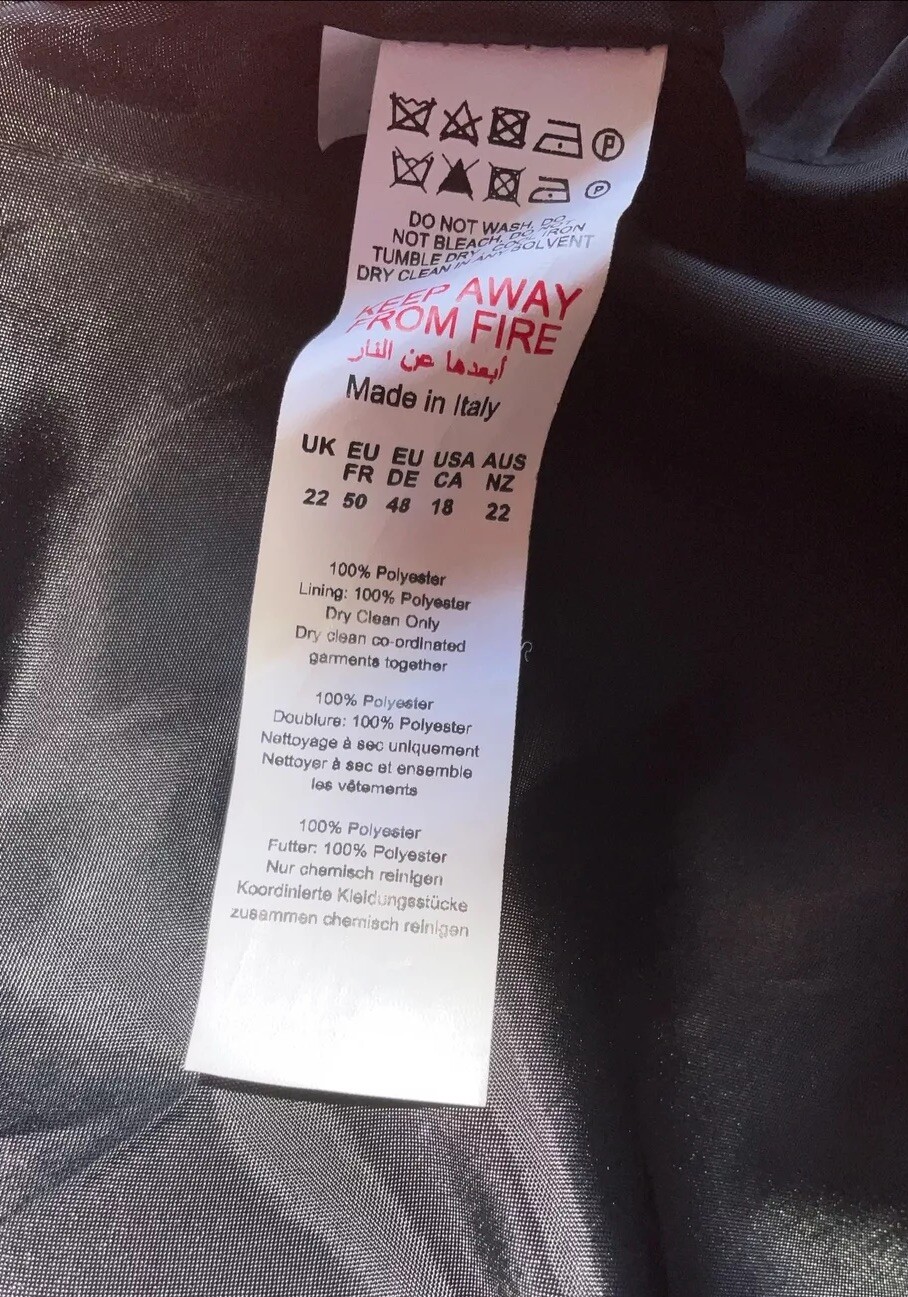 P
P
DO NOT WASH, DO
NOT BLEACH, DO NOT
TUMBLE DRY, COOL IRON
DRY CLEAN IN ANY SOLVENT
KEEP AWAY
FROM FIRE
أبعدها عن النار
Made in Italy
UK EU EU USA AUS
FR DE CA NZ
22 50 48 18 22
100% Polyester
Lining: 100% Polyester
Dry Clean Only
Dry clean co-ordinated
garments together
100% Polyester
Doublure: 100% Polyester
Nettoyage à sec uniquement
Nettoyer à sec et ensemble
les vêtements
100% Polyester
Futter: 100% Polyester
Nur chemisch reinigen
Koordinierte Kleidungsstücke
zusammen chemisch reinigen